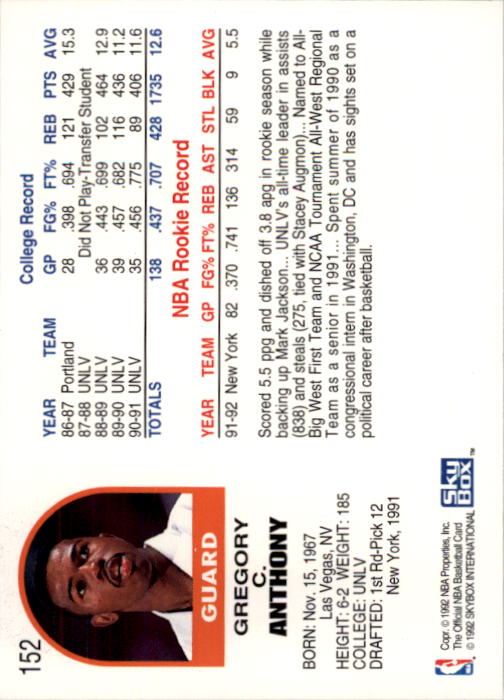 152
GUARD
GREGORY
C.
ANTHONY
BORN: Nov. 15, 1967
Las Vegas, NV
HEIGHT: 6-2 WEIGHT: 185
COLLEGE: UNLV
DRAFTED: 1st Rd-Pick 12
New York, 1991
College Record
YEAR TEAM GP FG% FT% REB PTS AVG
86-87 Portland 28 .398 .694 121 429 15.3
87-88 UNLV Did Not Play-Transfer Student
88-89 UNLV 36 .443 .699 102 464 12.9
89-90 UNLV 39 .457 .682 116 436 11.2
90-91 UNLV 35 .456 .775 89 406 11.6
TOTALS 138 .437 .707 428 1735 12.6
NBA Rookie Record
YEAR TEAM GP FG% FT% REB AST STL BLK AVG
91-92 New York 82 .370 .741 136 314 59 9 5.5
Scored 5.5 ppg and dished off 3.8 apg in rookie season while
backing up Mark Jackson... UNLV's all-time leader in assists
(838) and steals (275, tied with Stacey Augmon)... Named to All-
Big West First Team and NCAA Tournament All-West Regional
Team as a senior in 1991... Spent summer of 1990 as a
congressional intern in Washington, DC and has sights set on a
political career after basketball.
Copr. © 1992 NBA Properties, Inc.
The Official NBA Basketball Card
© 1992 SKYBOX INTERNATIONAL
NBA
SKY
BOX
TM